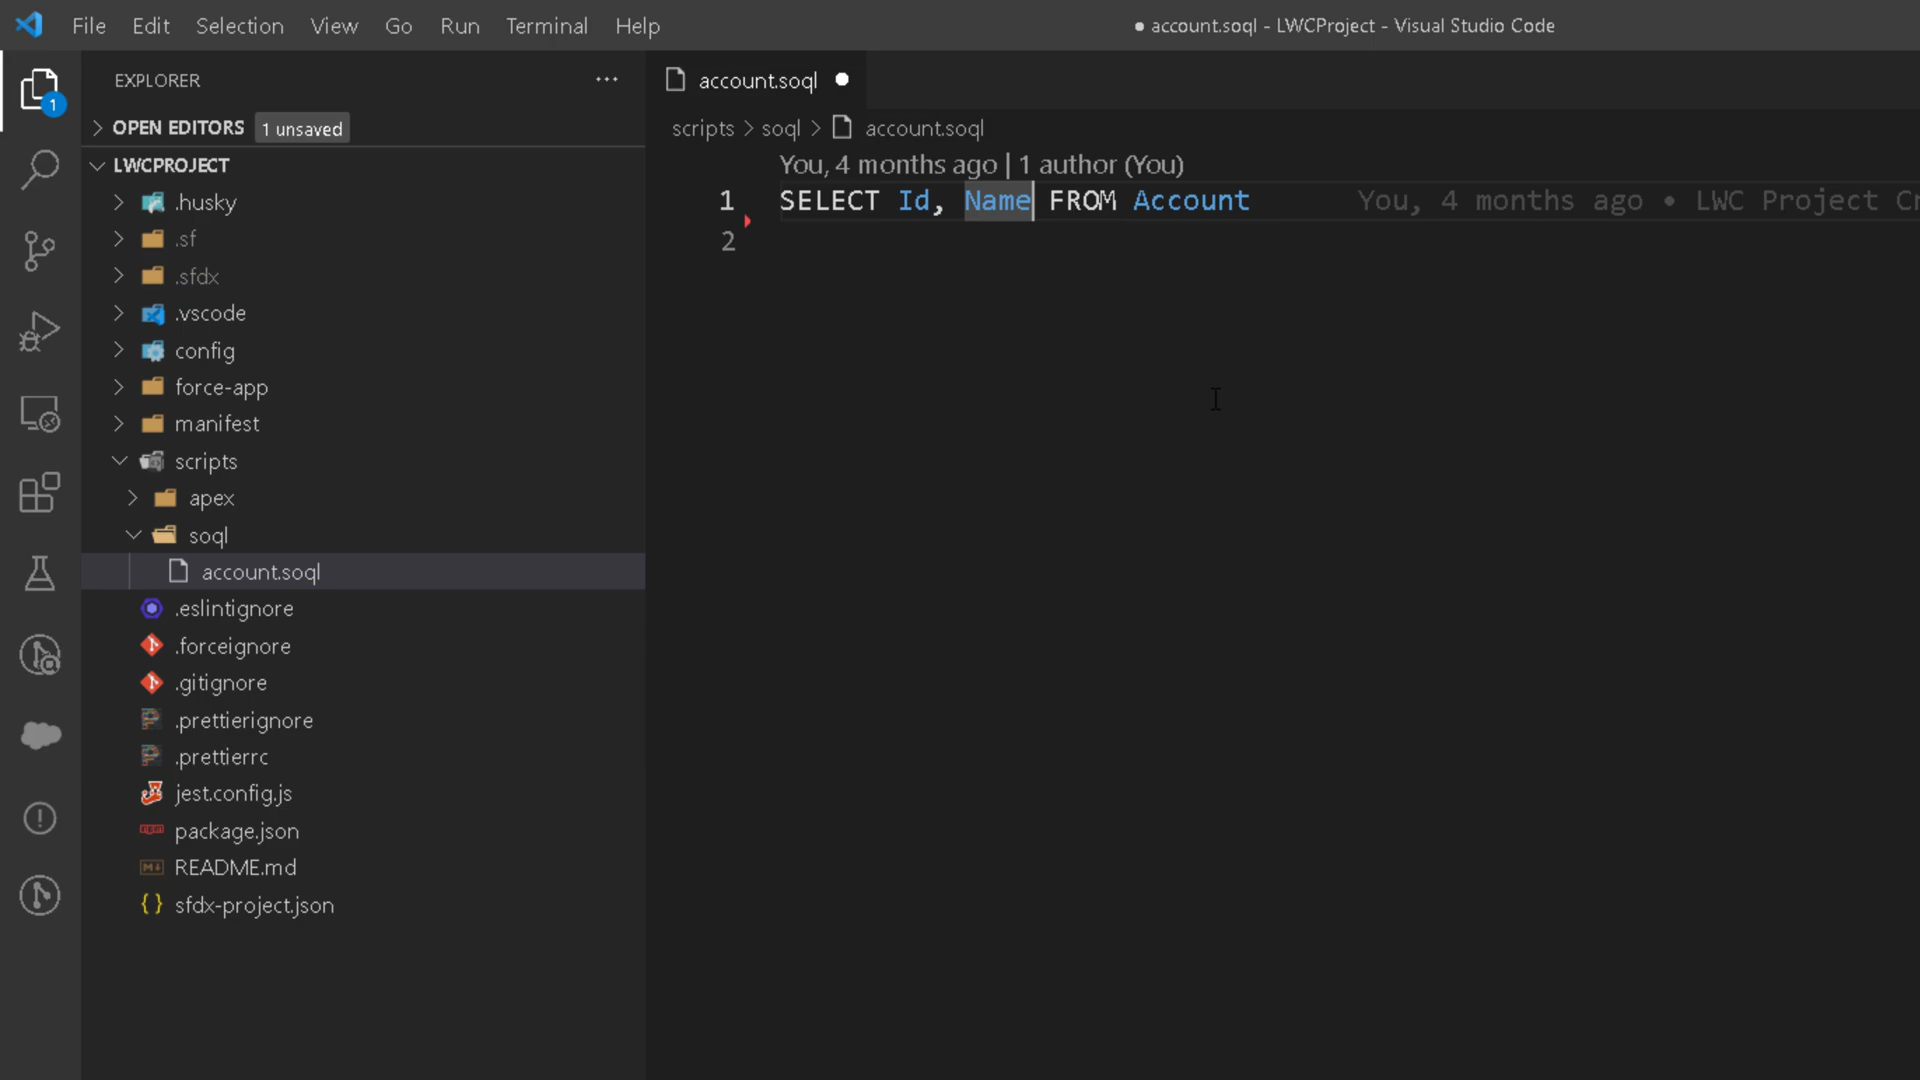 File Edit Selection View Go Run Terminal Help
● account.soql - LWCProject - Visual Studio Code
EXPLORER ···
1
OPEN EDITORS 1 unsaved
LWCPROJECT
.husky
.sf
.sfdx
.vscode
config
force-app
manifest
scripts
apex
soql
account.soql
.eslintignore
.forceignore
.gitignore
.prettierignore
.prettierrc
jest.config.js
package.json
README.md
sfdx-project.json
account.soql ●
scripts > soql > account.soql
You, 4 months ago | 1 author (You)
1 SELECT Id, Name FROM Account You, 4 months ago • LWC Project
2